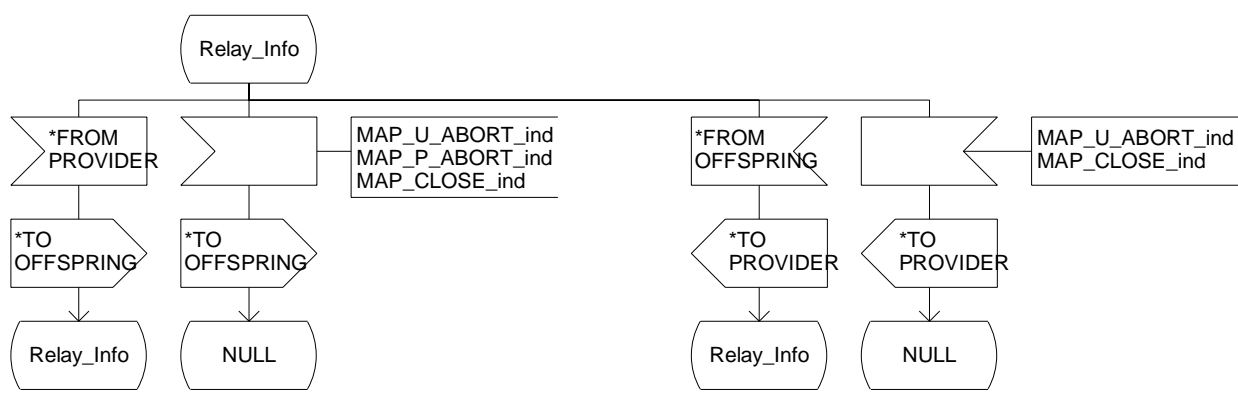 Relay_Info
*FROM
PROVIDER
MAP_U_ABORT_ind
MAP_P_ABORT_ind
MAP_CLOSE_ind
*FROM
OFFSPRING
MAP_U_ABORT_ind
MAP_CLOSE_ind
*TO
OFFSPRING
*TO
OFFSPRING
*TO
PROVIDER
*TO
PROVIDER
Relay_Info
NULL
Relay_Info
NULL